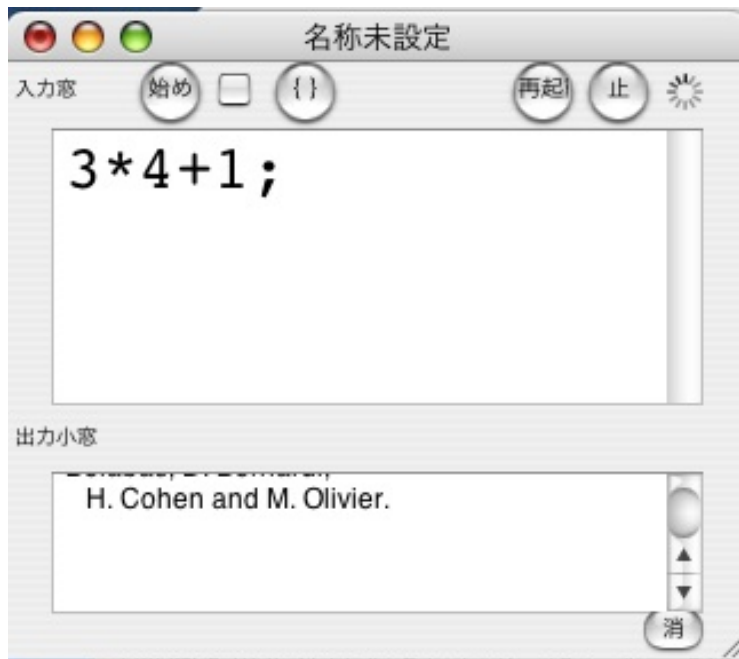 名称未設定
入力窓 始め { } 再起! 止
3*4+1;
出力小窓
H. Cohen and M. Olivier.
消